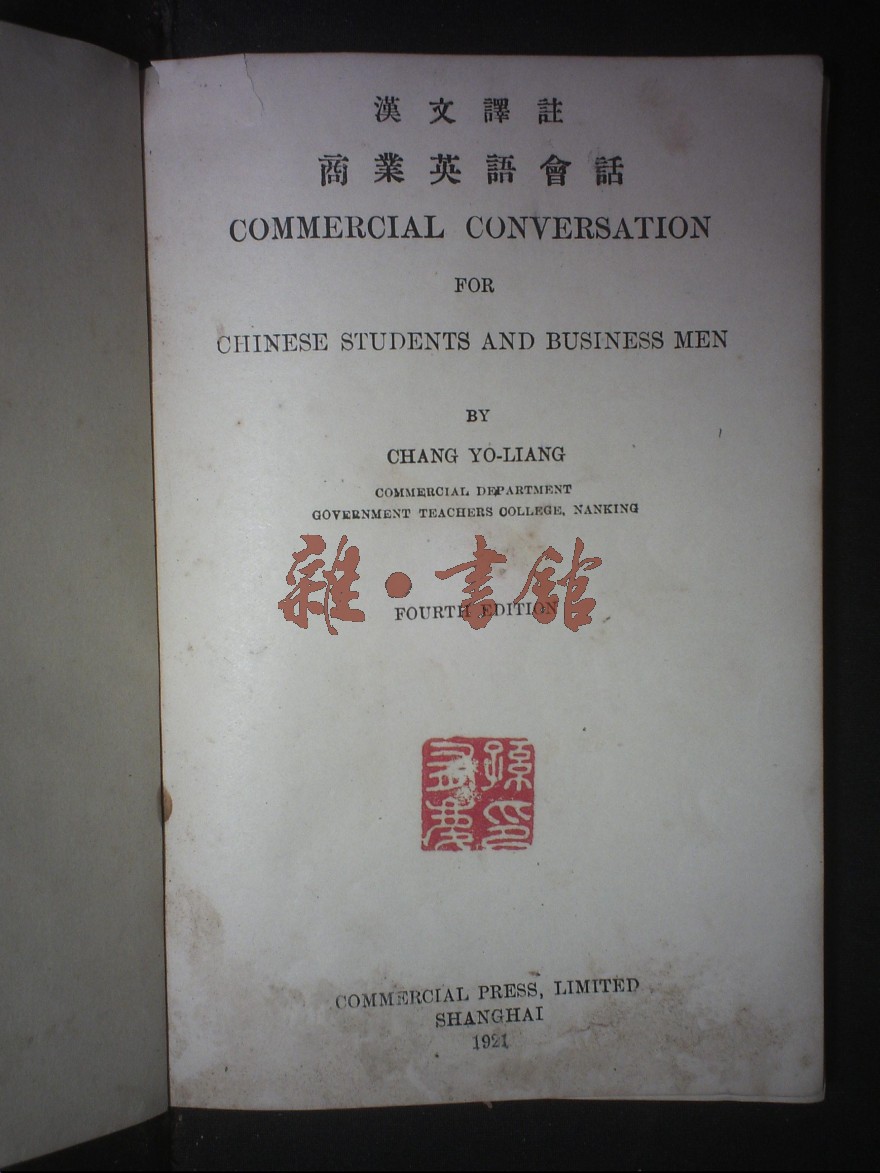 漢文譯註
商業英語會話
COMMERCIAL CONVERSATION
FOR
CHINESE STUDENTS AND BUSINESS MEN
BY
CHANG YO-LIANG
COMMERCIAL DEPARTMENT
GOVERNMENT TEACHERS COLLEGE, NANKING
雜·書館
FOURTH EDITION
COMMERCIAL PRESS, LIMITED
SHANGHAI
1921